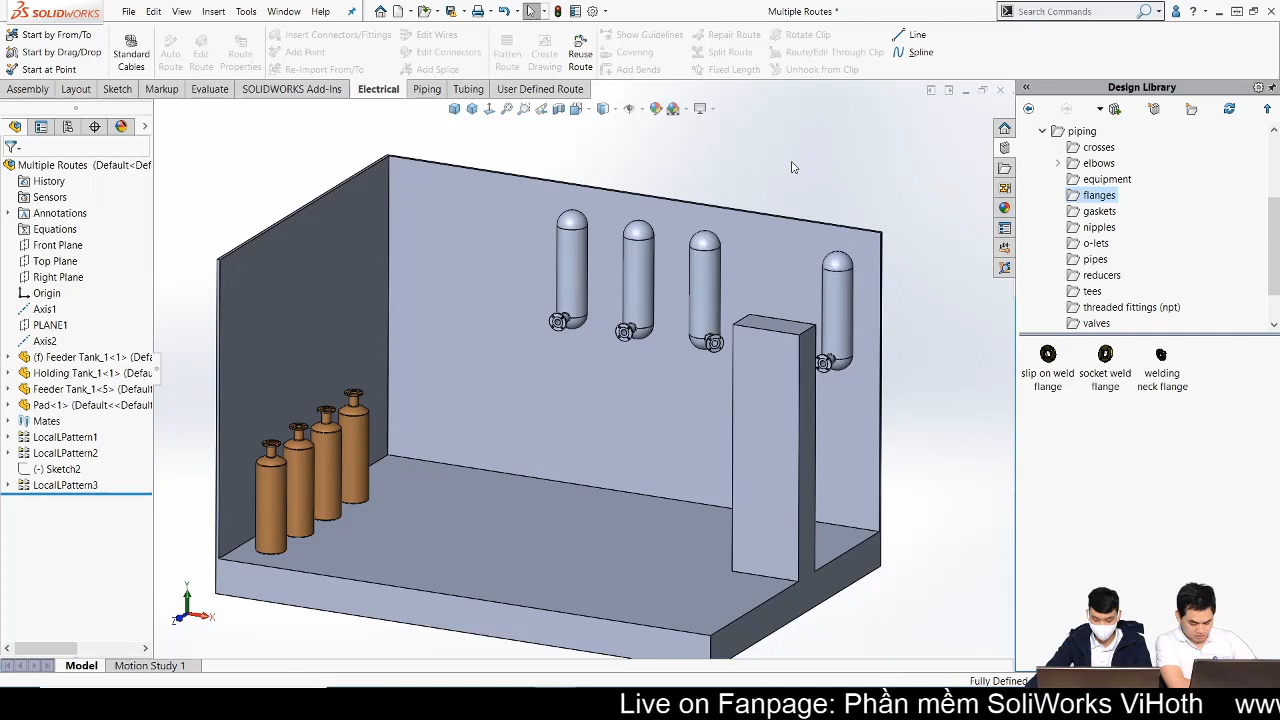 SOLIDWORKS File Edit View Insert Tools Window Help Multiple Routes * Search Commands
Start by From/To
Start by Drag/Drop
Start at Point
Standard Cables
Auto Route
Edit Route
Route Properties
Insert Connectors/Fittings
Add Point
Re-Import From/To
Edit Wires
Edit Connectors
Add Splice
Flatten Route
Create Drawing
Reuse Route
Show Guidelines
Covering
Add Bends
Repair Route
Split Route
Fixed Length
Rotate Clip
Route/Edit Through Clip
Unhook from Clip
Line
Spline
Assembly Layout Sketch Markup Evaluate SOLIDWORKS Add-Ins Electrical Piping Tubing User Defined Route
Multiple Routes (Default<Def
History
Sensors
Annotations
Equations
Front Plane
Top Plane
Right Plane
Origin
Axis1
PLANE1
Axis2
(f) Feeder Tank_1<1> (Defa
Holding Tank_1<1> (Defau
Feeder Tank_1<5> (Defaul
Pad<1> (Default<<Default
Mates
LocalLPattern1
LocalLPattern2
(-) Sketch2
LocalLPattern3
Y
X
Z
Design Library
piping
crosses
elbows
equipment
flanges
gaskets
nipples
o-lets
pipes
reducers
tees
threaded fittings (npt)
valves
slip on weld flange
socket weld flange
welding neck flange
Model Motion Study 1
Fully Defined
Live on Fanpage: Phần mềm SoliWorks ViHoth www